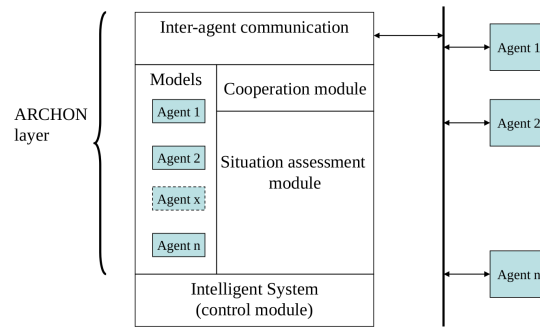 Inter-agent communication
Models
Cooperation module
Agent 1
Agent 2
Agent x
Agent n
Situation assessment
module
Intelligent System
(control module)
ARCHON
layer
Agent 1
Agent 2
Agent n